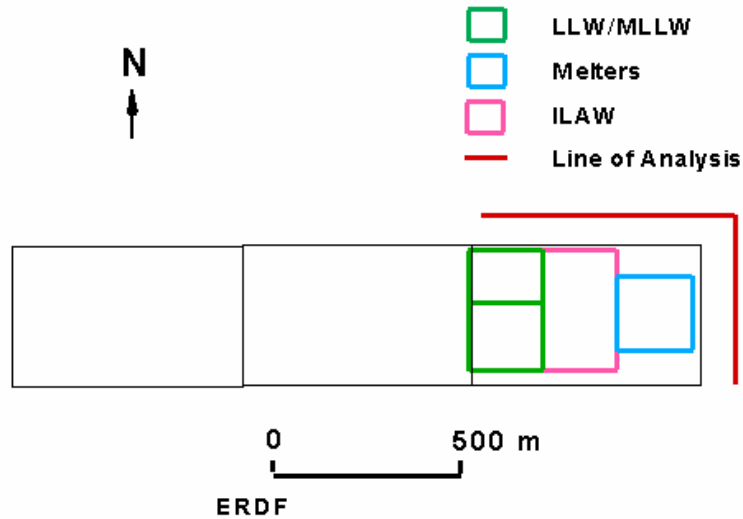 LLW/MLLW
N
Melters
ILAW
Line of Analysis
0 500 m
ERDF